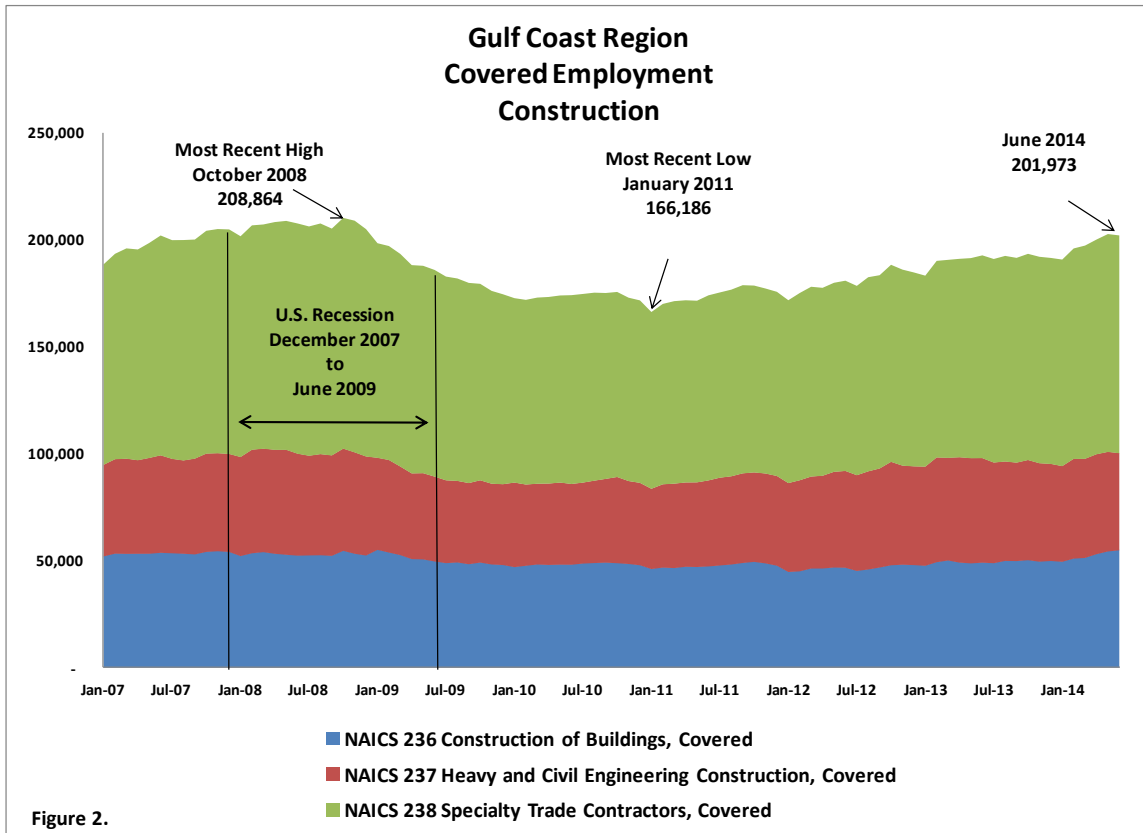 Gulf Coast Region
Covered Employment
Construction
250,000
200,000
150,000
100,000
50,000
-
Most Recent High
October 2008
208,864
Most Recent Low
January 2011
166,186
June 2014
201,973
U.S. Recession
December 2007
to
June 2009
Jan-07 Jul-07 Jan-08 Jul-08 Jan-09 Jul-09 Jan-10 Jul-10 Jan-11 Jul-11 Jan-12 Jul-12 Jan-13 Jul-13 Jan-14
NAICS 236 Construction of Buildings, Covered
NAICS 237 Heavy and Civil Engineering Construction, Covered
NAICS 238 Specialty Trade Contractors, Covered
Figure 2.